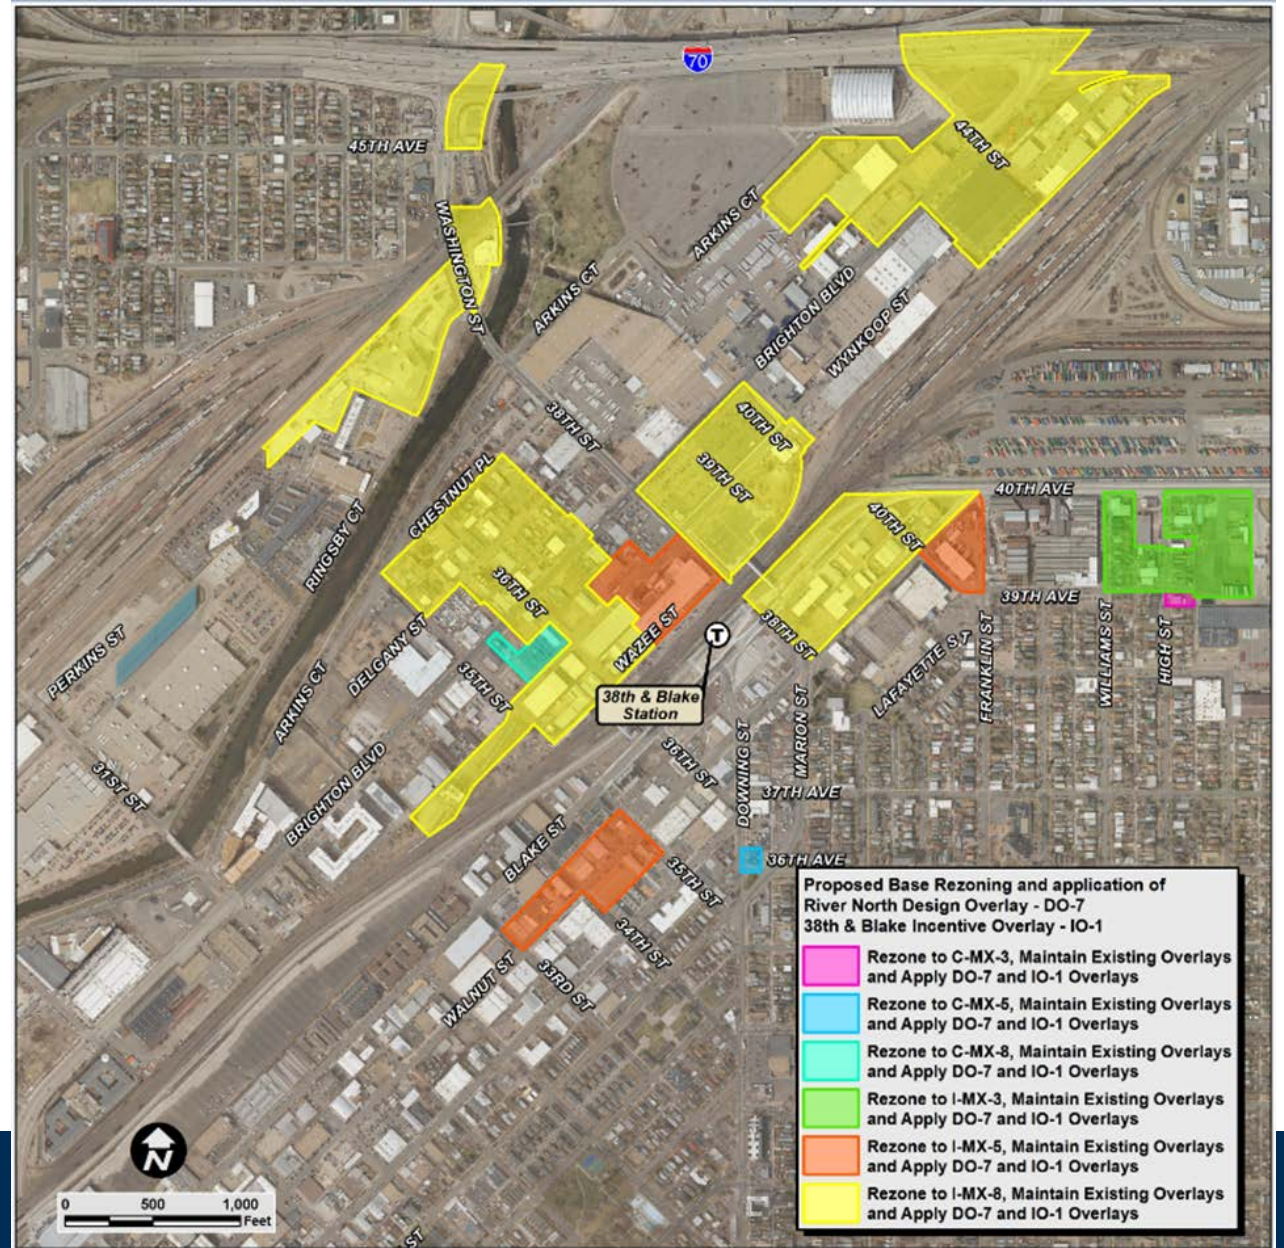 70
45TH AVE
44TH ST
WASHINGTON ST
ARKINS CT
ARKINS CT
BRIGHTON BLVD
WYNKOOP ST
38TH ST
40TH ST
39TH ST
CHESTNUT PL
40TH AVE
40TH ST
RINGSBY CT
36TH ST
39TH AVE
38TH ST
WAZEE ST
T
PERKINS ST
DELGANY ST
35TH ST
LAFAYETTE ST
FRANKLIN ST
WILLIAMS ST
HIGH ST
38th & Blake
Station
ARKINS CT
MARION ST
DOWNING ST
36TH ST
31ST ST
BRIGHTON BLVD
37TH AVE
BLAKE ST
36TH AVE
35TH ST
34TH ST
WALNUT ST
33RD ST
Proposed Base Rezoning and application of
River North Design Overlay - DO-7
38th & Blake Incentive Overlay - IO-1
Rezone to C-MX-3, Maintain Existing Overlays
and Apply DO-7 and IO-1 Overlays
Rezone to C-MX-5, Maintain Existing Overlays
and Apply DO-7 and IO-1 Overlays
Rezone to C-MX-8, Maintain Existing Overlays
and Apply DO-7 and IO-1 Overlays
Rezone to I-MX-3, Maintain Existing Overlays
and Apply DO-7 and IO-1 Overlays
Rezone to I-MX-5, Maintain Existing Overlays
and Apply DO-7 and IO-1 Overlays
Rezone to I-MX-8, Maintain Existing Overlays
and Apply DO-7 and IO-1 Overlays
N
0 500 1,000
Feet
ST